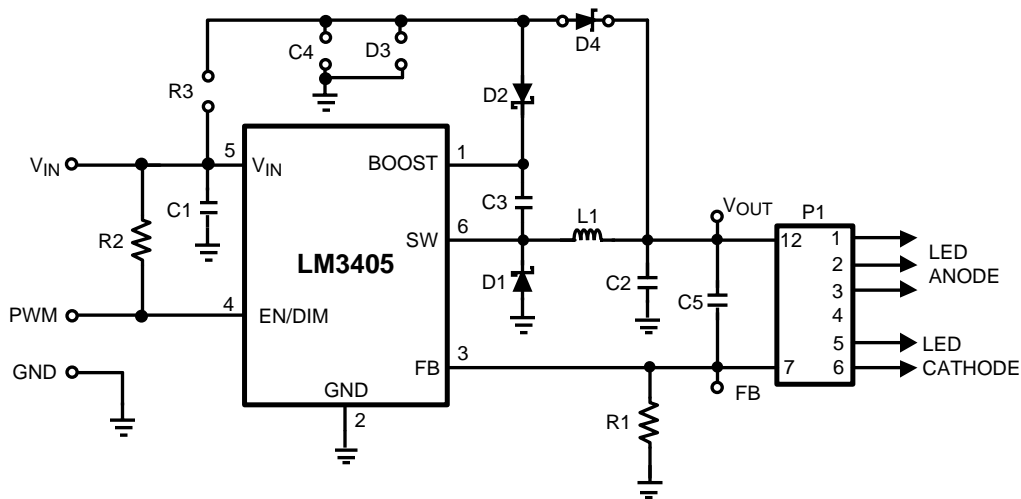 C4
D3
D4
R3
D2
5
1
VIN
VIN
BOOST
C1
C3
R2
6
L1
VOUT
P1
SW
12
1
LED
LM3405
2
ANODE
D1
C2
3
4
C5
PWM
EN/DIM
4
5
LED
3
GND
FB
7
6
CATHODE
GND
FB
2
R1